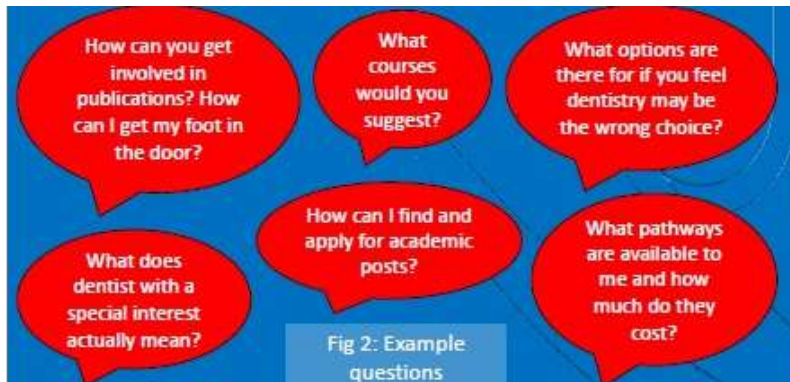 How can you get
involved in
publications? How
can I get my foot in
the door?
What
courses
would you
suggest?
What options are
there for if you feel
dentistry may be
the wrong choice?
What does
dentist with a
special interest
actually mean?
How can I find and
apply for academic
posts?
What pathways
are available to
me and how
much do they
cost?
Fig 2: Example
questions